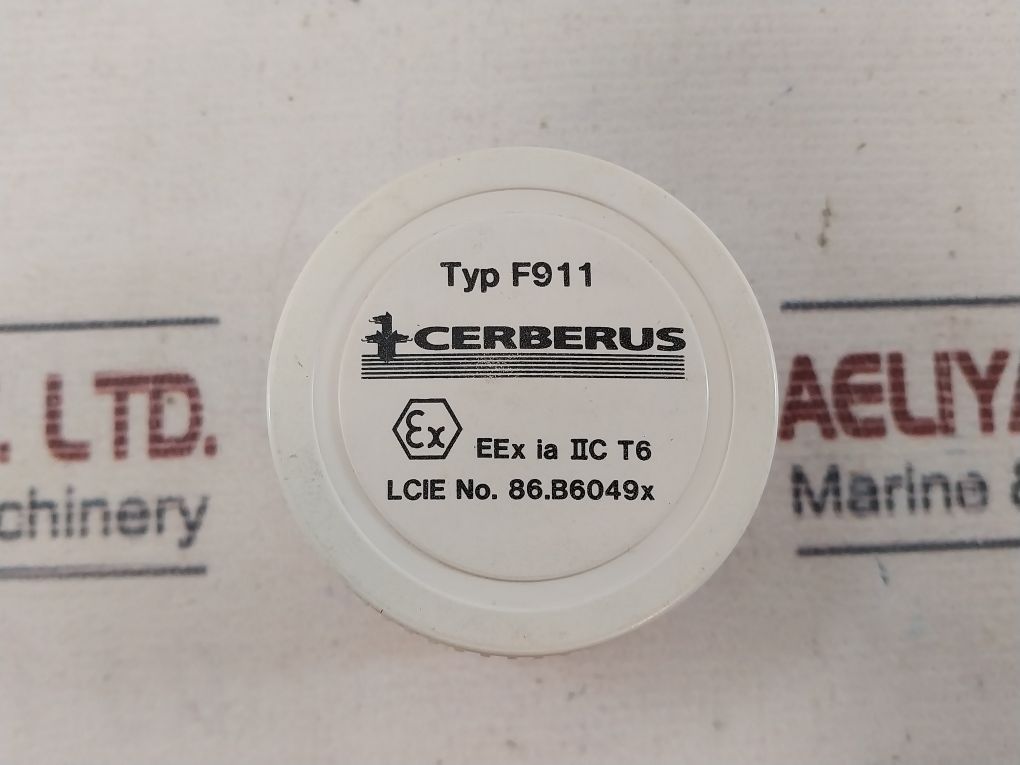 Typ F911
CERBERUS
Ex EEx ia IIC T6
LCIE No. 86.B6049x
. LTD.
chinery
AELIYA
Marine &